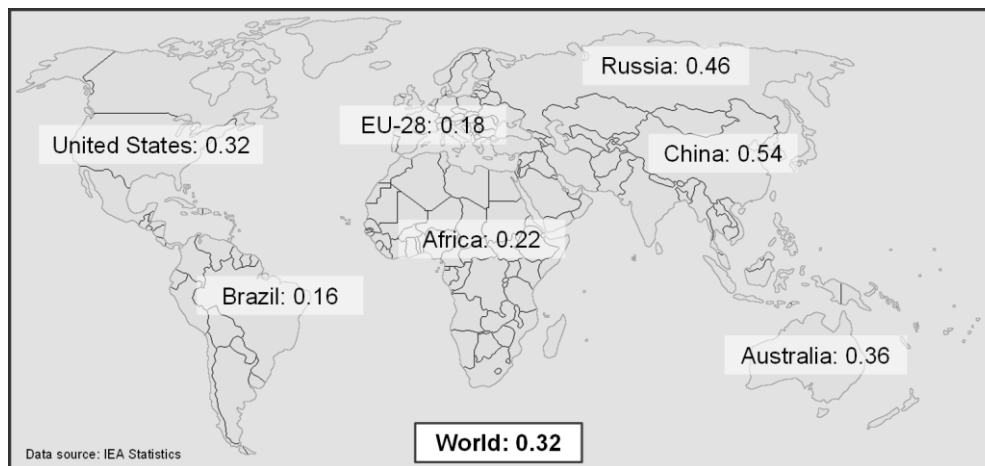 Russia: 0.46
EU-28: 0.18
United States: 0.32
China: 0.54
Africa: 0.22
Brazil: 0.16
Australia: 0.36
World: 0.32
Data source: IEA Statistics